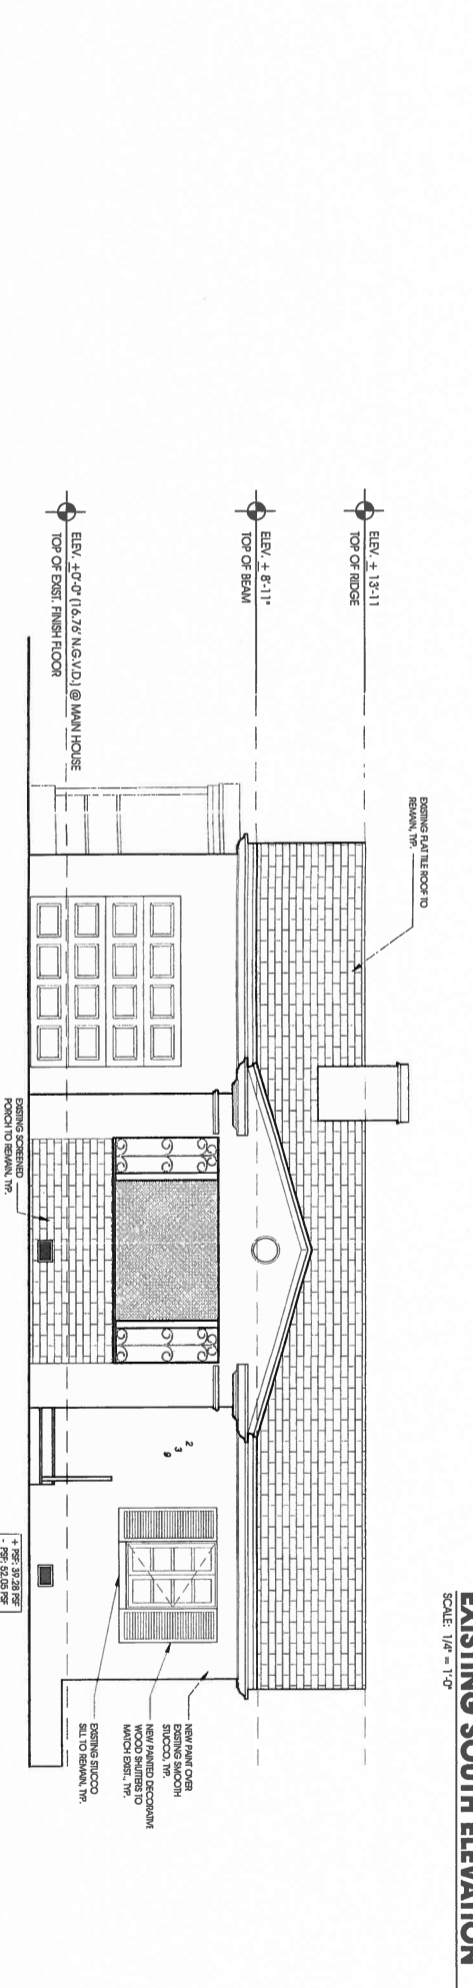 EXISTING SOUTH ELEVATION
SCALE: 1/4" = 1'-0"
EXISTING FLAT TILE ROOF TO
REMAIN, TYP.
ELEV. + 13'-11
TOP OF RIDGE
ELEV. + 8'-11"
TOP OF BEAM
ELEV. ±0'-0" (16.76' N.G.V.D.) @ MAIN HOUSE
TOP OF EXIST. FINISH FLOOR
2
3
9
NEW PAINT OVER
EXISTING SMOOTH
STUCCO, TYP.
NEW PAINTED DECORATIVE
WOOD SHUTTERS TO
MATCH EXIST., TYP.
EXISTING STUCCO
SILL TO REMAIN, TYP.
EXISTING SCREENED
PORCH TO REMAIN, TYP.
+ PSF: 39.28 PSF
- PSF: 52.05 PSF